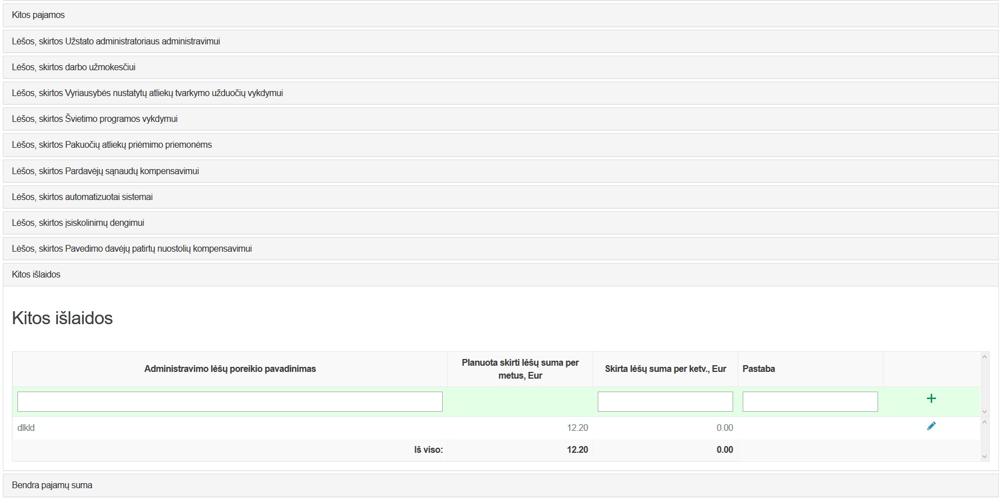 Kitos pajamos
Lėšos, skirtos Užstato administratoriaus administravimui
Lėšos, skirtos darbo užmokesčiui
Lėšos, skirtos Vyriausybės nustatytų atliekų tvarkymo užduočių vykdymui
Lėšos, skirtos Švietimo programos vykdymui
Lėšos, skirtos Pakuočių atliekų priėmimo priemonėms
Lėšos, skirtos Pardavėjų sąnaudų kompensavimui
Lėšos, skirtos automatizuotai sistemai
Lėšos, skirtos įsiskolinimų dengimui
Lėšos, skirtos Pavedimo davėjų patirtų nuostolių kompensavimui
Kitos išlaidos
Kitos išlaidos
Administravimo lėšų poreikio pavadinimas
Planuota skirti lėšų suma per
metus, Eur
Skirta lėšų suma per ketv., Eur
Pastaba
dlkld 12.20 0.00
Iš viso: 12.20 0.00
Bendra pajamų suma